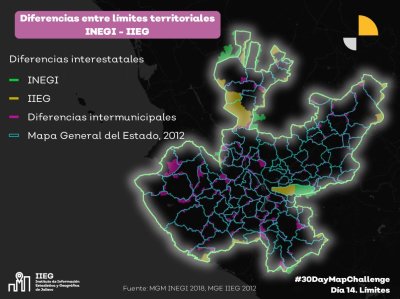 Diferencias entre límites territoriales
INEGI - IIEG
Diferencias interestatales
INEGI
IIEG
Diferencias intermunicipales
Mapa General del Estado, 2012
#30DayMapChallenge
Día 14. Límites
IIEG
Instituto de Información
Estadística y Geográfica
de Jalisco
Fuente: MGM INEGI 2018, MGE IIEG 2012